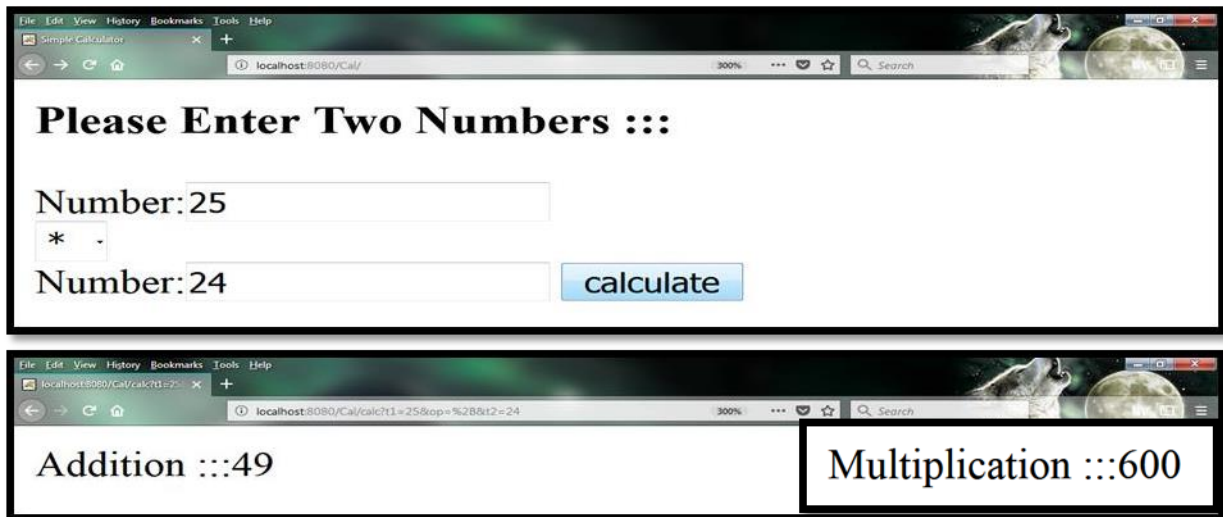 File Edit View History Bookmarks Tools Help
Simple Calculator × +
localhost:8080/Cal/ 300% ... Search
Please Enter Two Numbers :::
Number:25
*
Number:24 calculate
File Edit View History Bookmarks Tools Help
localhost:8080/Cal/calc?t1=25 × +
localhost:8080/Cal/calc?t1=25&op=%2B&t2=24 300% ... Search
Addition :::49
Multiplication :::600